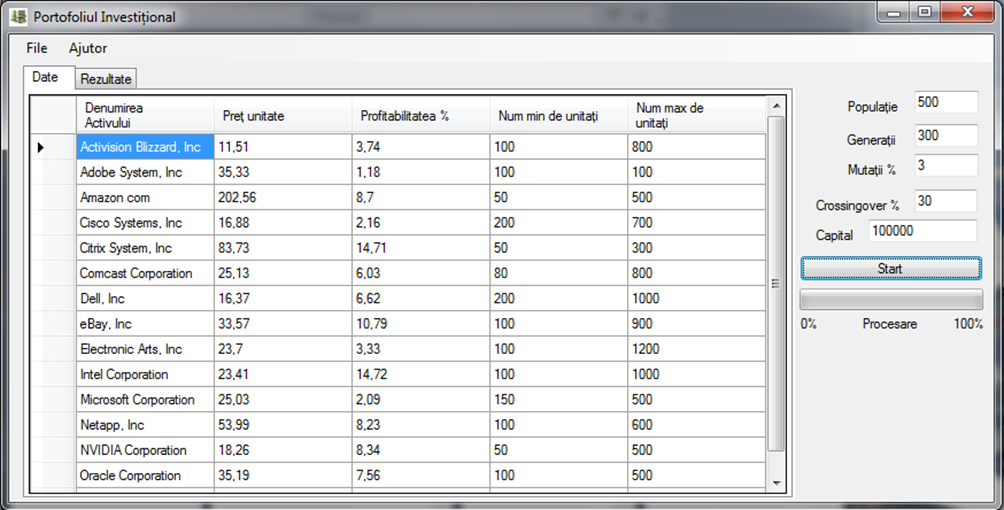 Portofoliul Investițional
File Ajutor
Date Rezultate
Denumirea Activului Preț unitate Profitabilitatea % Num min de unitați Num max de unitați
Activision Blizzard, Inc 11,51 3,74 100 800
Adobe System, Inc 35,33 1,18 100 100
Amazon com 202,56 8,7 50 500
Cisco Systems, Inc 16,88 2,16 200 700
Citrix System, Inc 83,73 14,71 50 300
Comcast Corporation 25,13 6,03 80 800
Dell, Inc 16,37 6,62 200 1000
eBay, Inc 33,57 10,79 100 900
Electronic Arts, Inc 23,7 3,33 100 1200
Intel Corporation 23,41 14,72 100 1000
Microsoft Corporation 25,03 2,09 150 500
Netapp, Inc 53,99 8,23 100 600
NVIDIA Corporation 18,26 8,34 50 500
Oracle Corporation 35,19 7,56 100 500
Populație 500
Generații 300
Mutații % 3
Crossingover % 30
Capital 100000
Start
0% Procesare 100%